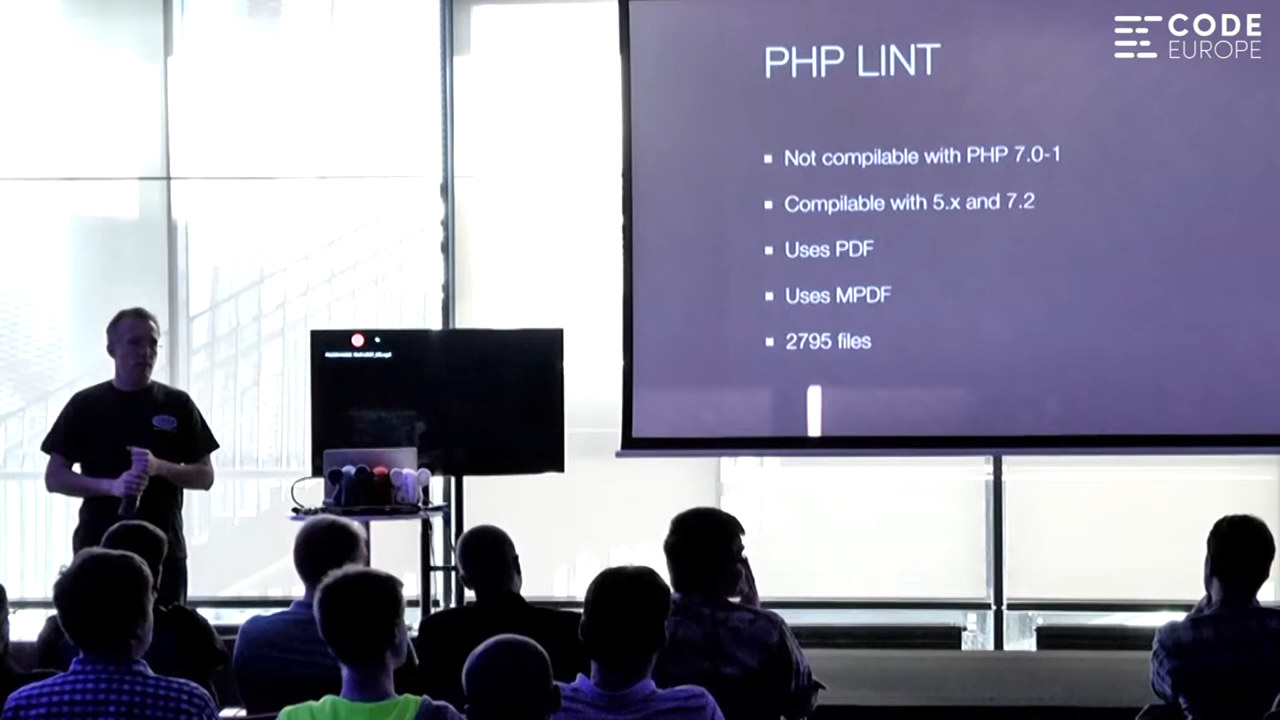 CODE
EUROPE
PHP LINT
Not compilable with PHP 7.0-1
Compilable with 5.x and 7.2
Uses PDF
Uses MPDF
2795 files